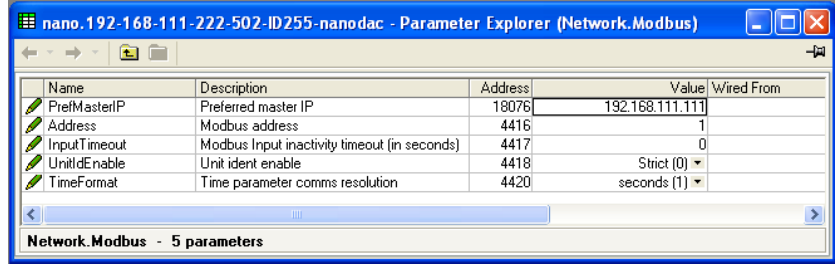 nano.192-168-111-222-502-ID255-nanodac - Parameter Explorer (Network.Modbus)
Name Description Address Value Wired From
PrefMasterIP Preferred master IP 18076 192.168.111.111
Address Modbus address 4416 1
InputTimeout Modbus Input inactivity timeout (in seconds) 4417 0
UnitIdEnable Unit ident enable 4418 Strict (0)
TimeFormat Time parameter comms resolution 4420 seconds (1)
Network.Modbus - 5 parameters